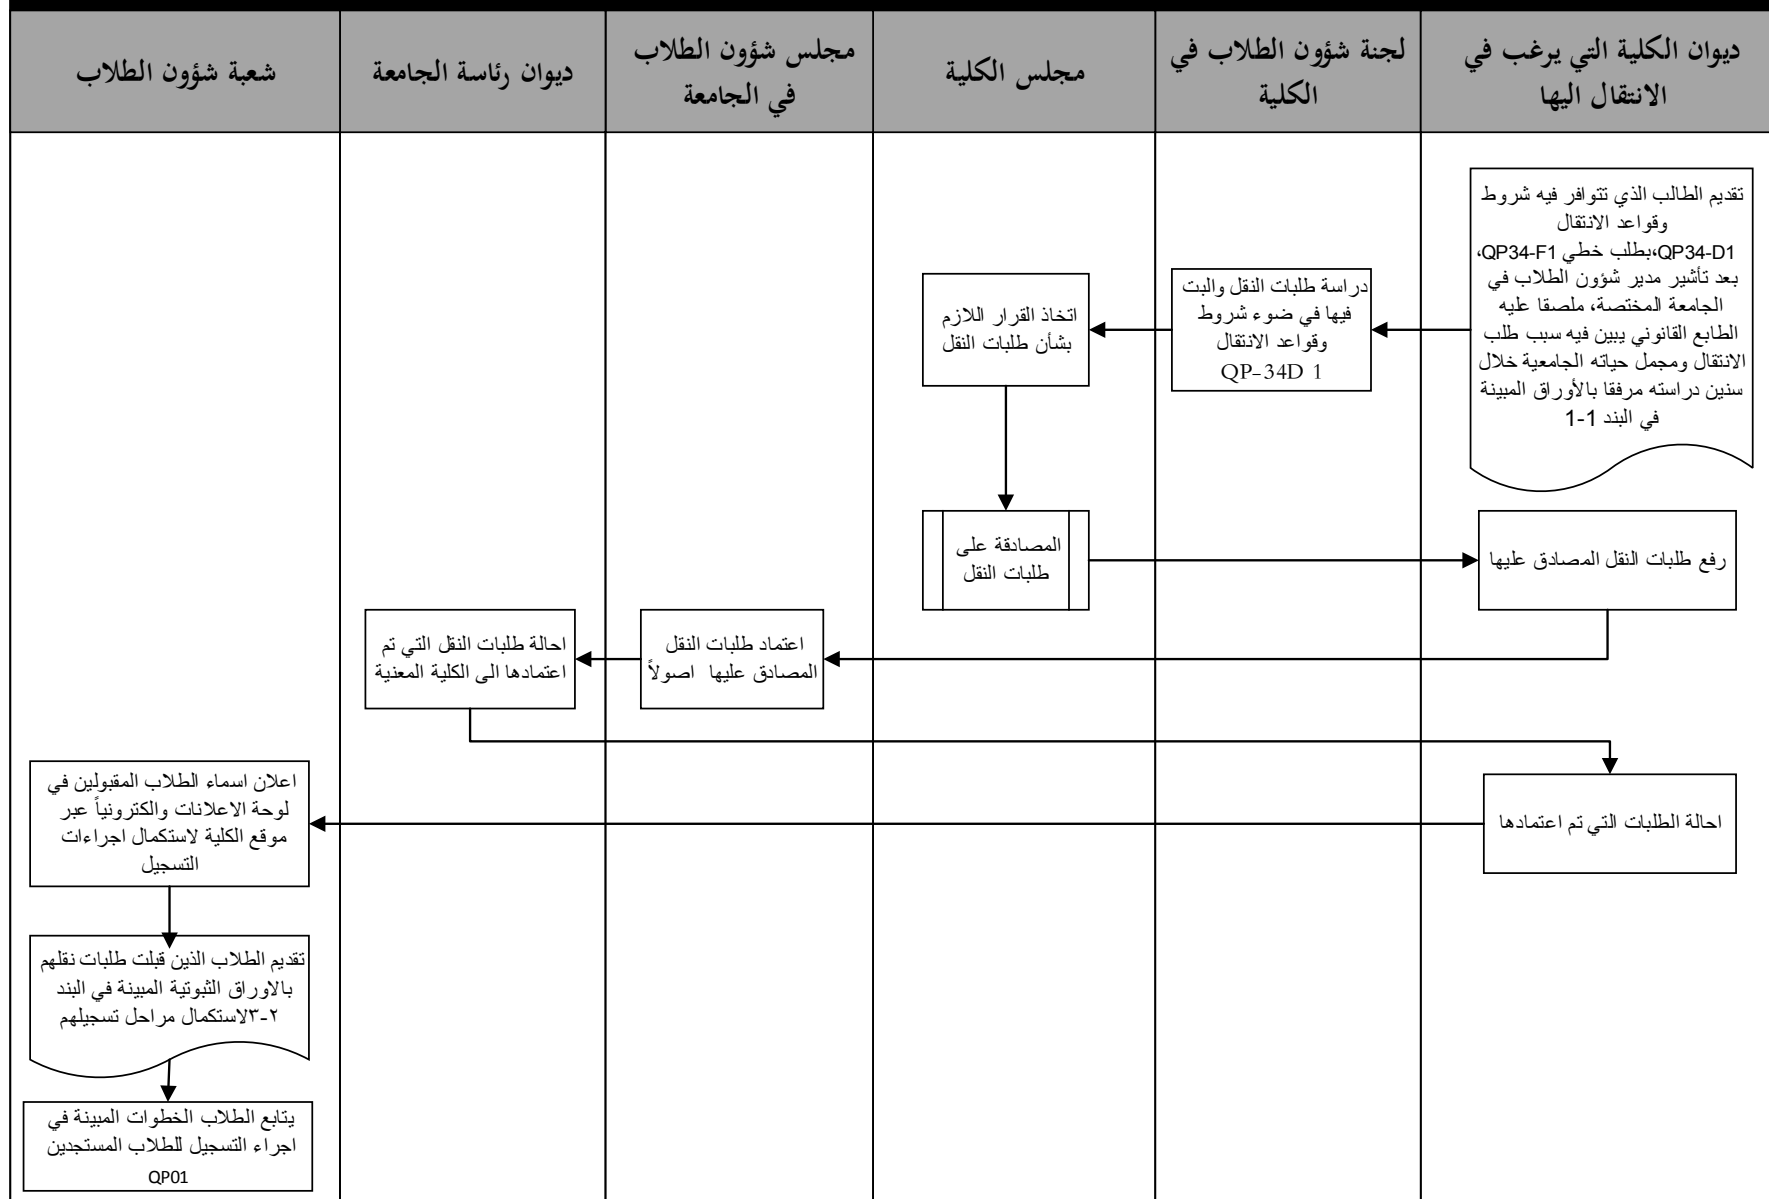 ديوان الكلية التي يرغب في
الانتقال اليها
لجنة شؤون الطلاب في
الكلية
مجلس الكلية
مجلس شؤون الطلاب
في الجامعة
ديوان رئاسة الجامعة
شعبة شؤون الطلاب
تقديم الطالب الذي تتوافر فيه شروط
وقواعد الانتقال
QP34-D1،بطلب خطي QP34-F1،
بعد تأشير مدير شؤون الطلاب في
الجامعة المختصة، ملصقا عليه
الطابع القانوني يبين فيه سبب طلب
الانتقال ومجمل حياته الجامعية خلال
سنين دراسته مرفقا بالأوراق المبينة
في البند 1-1
دراسة طلبات النقل والبت
فيها في ضوء شروط
وقواعد الانتقال
QP-34D 1
اتخاذ القرار اللازم
بشأن طلبات النقل
المصادقة على
طلبات النقل
رفع طلبات النقل المصادق عليها
اعتماد طلبات النقل
المصادق عليها اصولاً
احالة طلبات النقل التي تم
اعتمادها الى الكلية المعنية
احالة الطلبات التي تم اعتمادها
اعلان اسماء الطلاب المقبولين في
لوحة الاعلانات والكترونياً عبر
موقع الكلية لاستكمال اجراءات
التسجيل
تقديم الطلاب الذين قبلت طلبات نقلهم
بالاوراق الثبوتية المبينة في البند
٢-٣لاستكمال مراحل تسجيلهم
يتابع الطلاب الخطوات المبينة في
اجراء التسجيل للطلاب المستجدين
QP01